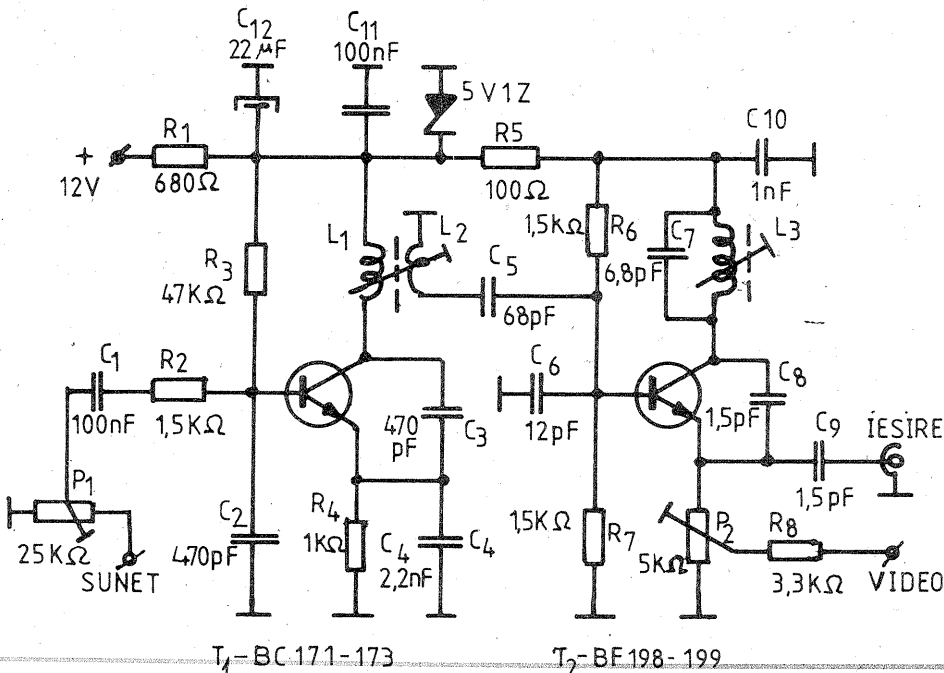 C12
22µF
C11
100nF
5V1Z
C10
1nF
+
12V
R1
680Ω
R5
100Ω
R3
47KΩ
L1
L2
C5
68pF
1,5KΩ
R6
C7
6,8pF
L3
C1
100nF
R2
1,5KΩ
470
pF
C3
C6
12pF
C8
1,5pF
C9
1,5pF
IEŞIRE
P1
25KΩ
SUNET
C2
470pF
R4
1KΩ
C4
2,2nF
C4
1,5KΩ
R7
P2
5KΩ
R8
3,3KΩ
VIDEO
T1-BC171-173
T2-BF198-199